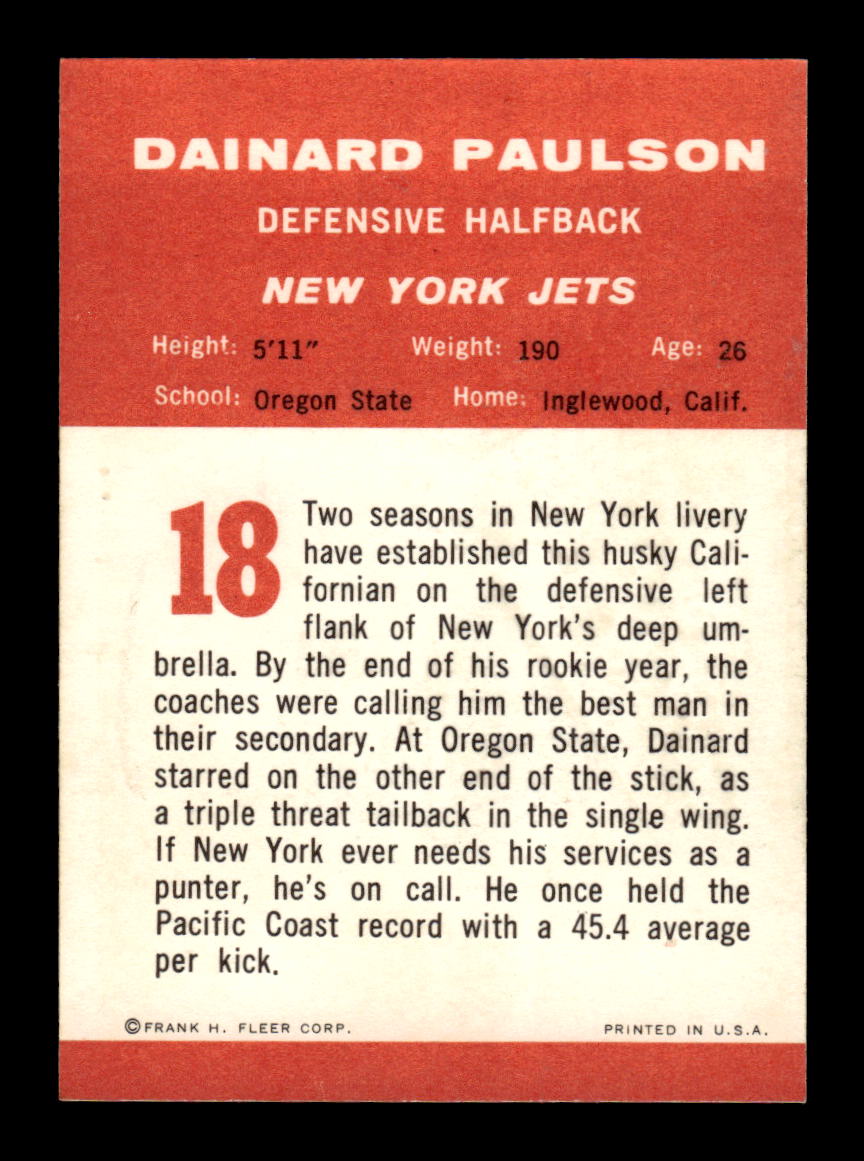 DAINARD PAULSON
DEFENSIVE HALFBACK
NEW YORK JETS
Height: 5'11" Weight: 190 Age: 26
School: Oregon State Home: Inglewood, Calif.
18
Two seasons in New York livery
have established this husky Cali-
fornian on the defensive left
flank of New York's deep um-
brella. By the end of his rookie year, the
coaches were calling him the best man in
their secondary. At Oregon State, Dainard
starred on the other end of the stick, as
a triple threat tailback in the single wing.
If New York ever needs his services as a
punter, he's on call. He once held the
Pacific Coast record with a 45.4 average
per kick.
©FRANK H. FLEER CORP. PRINTED IN U.S.A.